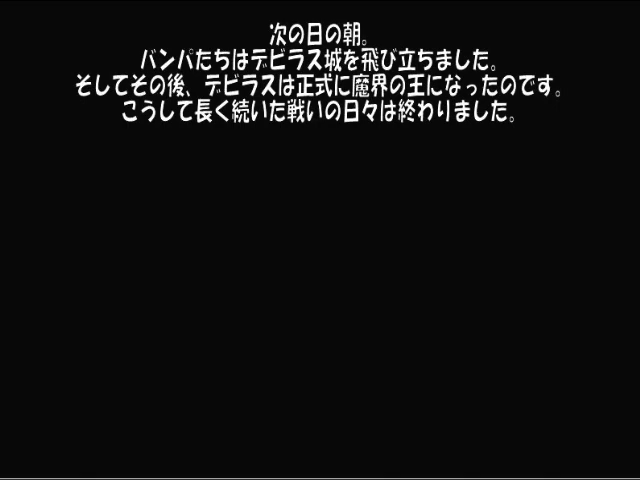 次の日の朝。
バンパたちはデビラス城を飛び立ちました。
そしてその後、デビラスは正式に魔界の王になったのです。
こうして長く続いた戦いの日々は終わりました。